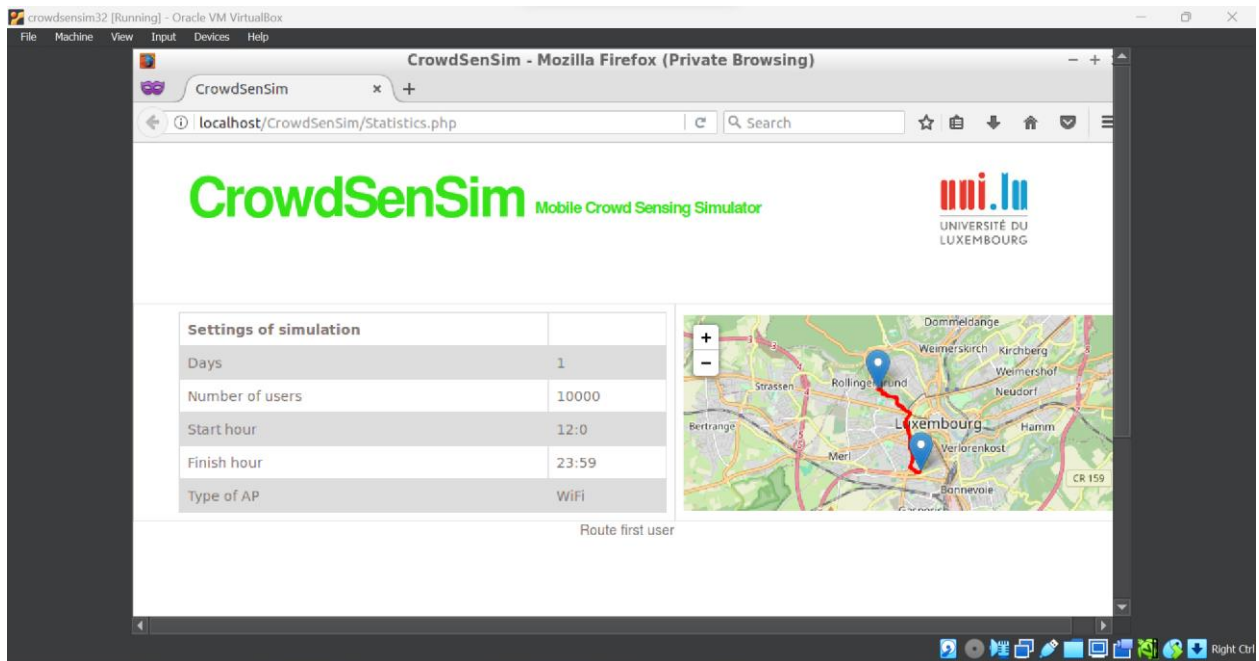 crowdsensim32 [Running] - Oracle VM VirtualBox
File Machine View Input Devices Help
CrowdSenSim - Mozilla Firefox (Private Browsing)
CrowdSenSim × +
localhost/CrowdSenSim/Statistics.php
Search
CrowdSenSim Mobile Crowd Sensing Simulator
uni.lu
UNIVERSITÉ DU
LUXEMBOURG
Settings of simulation
Days 1
Number of users 10000
Start hour 12:0
Finish hour 23:59
Type of AP WiFi
+
−
Dommeldange
Weimerskirch Kirchberg
Weimershof
Strassen Neudorf
Bertrange Luxembourg Hamm
Merl Verlorenkost
CR 159
Bonnevoie
Route first user
Right Ctrl